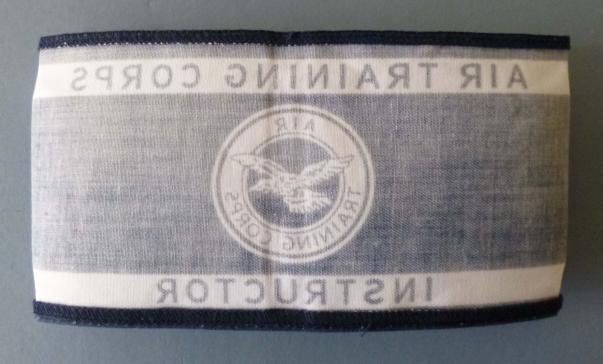 AIR TRAINING CORPS
AIR
TRAINING CORPS
INSTRUCTOR